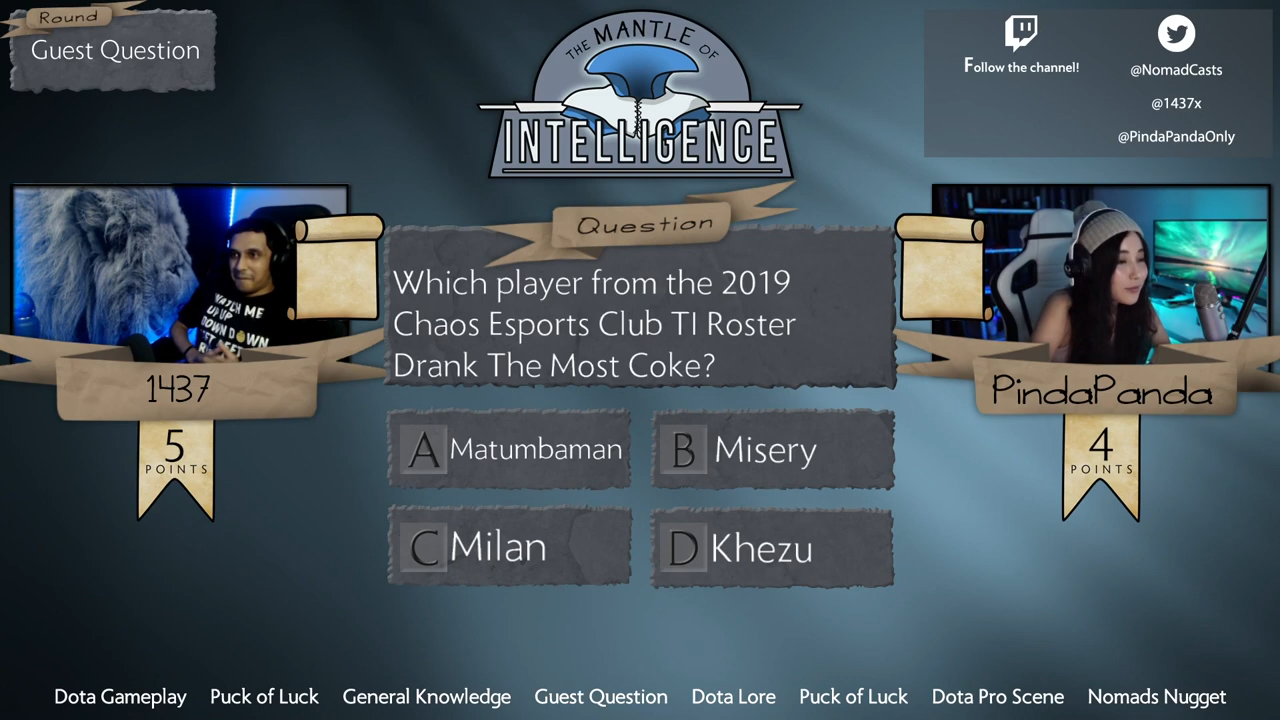 Round
Guest Question
THE MANTLE OF
INTELLIGENCE
Follow the channel!
@NomadCasts
@1437x
@PindaPandaOnly
Question
Which player from the 2019
Chaos Esports Club TI Roster
Drank The Most Coke?
A Matumbaman
B Misery
C Milan
D Khezu
1437
5
POINTS
PindaPanda
4
POINTS
Dota Gameplay Puck of Luck General Knowledge Guest Question Dota Lore Puck of Luck Dota Pro Scene Nomads Nugget